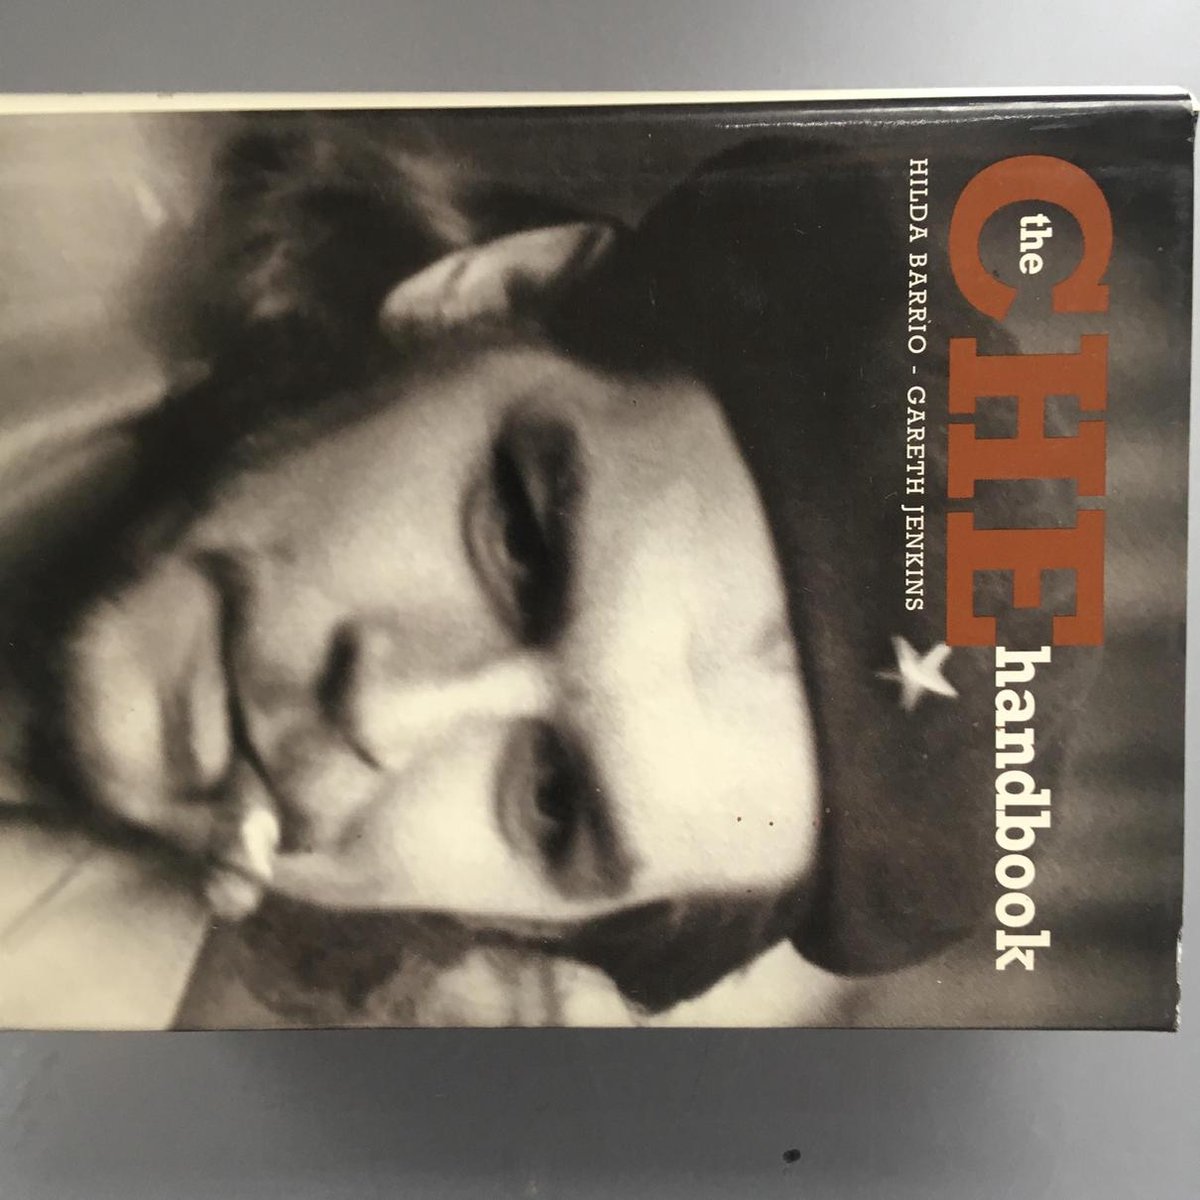 the
CHE
handbook
HILDA BARRIO - GARETH JENKINS